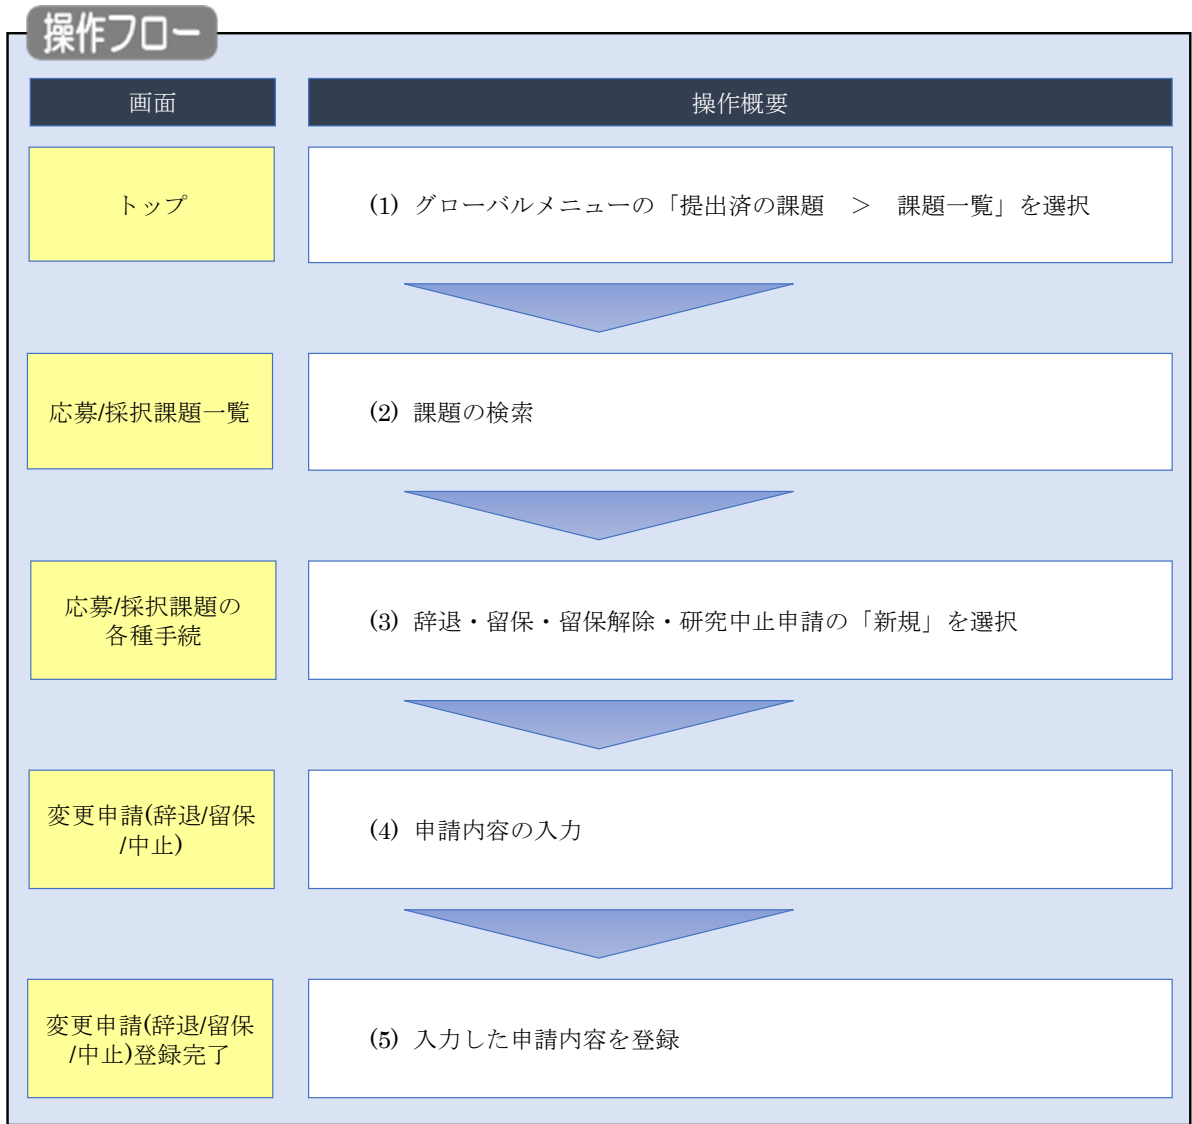 操作フロー
画面
操作概要
トップ
(1) グローバルメニューの「提出済の課題　＞　課題一覧」を選択
応募/採択課題一覧
(2) 課題の検索
応募/採択課題の
各種手続
(3) 辞退・留保・留保解除・研究中止申請の「新規」を選択
変更申請(辞退/留保
/中止)
(4) 申請内容の入力
変更申請(辞退/留保
/中止)登録完了
(5) 入力した申請内容を登録